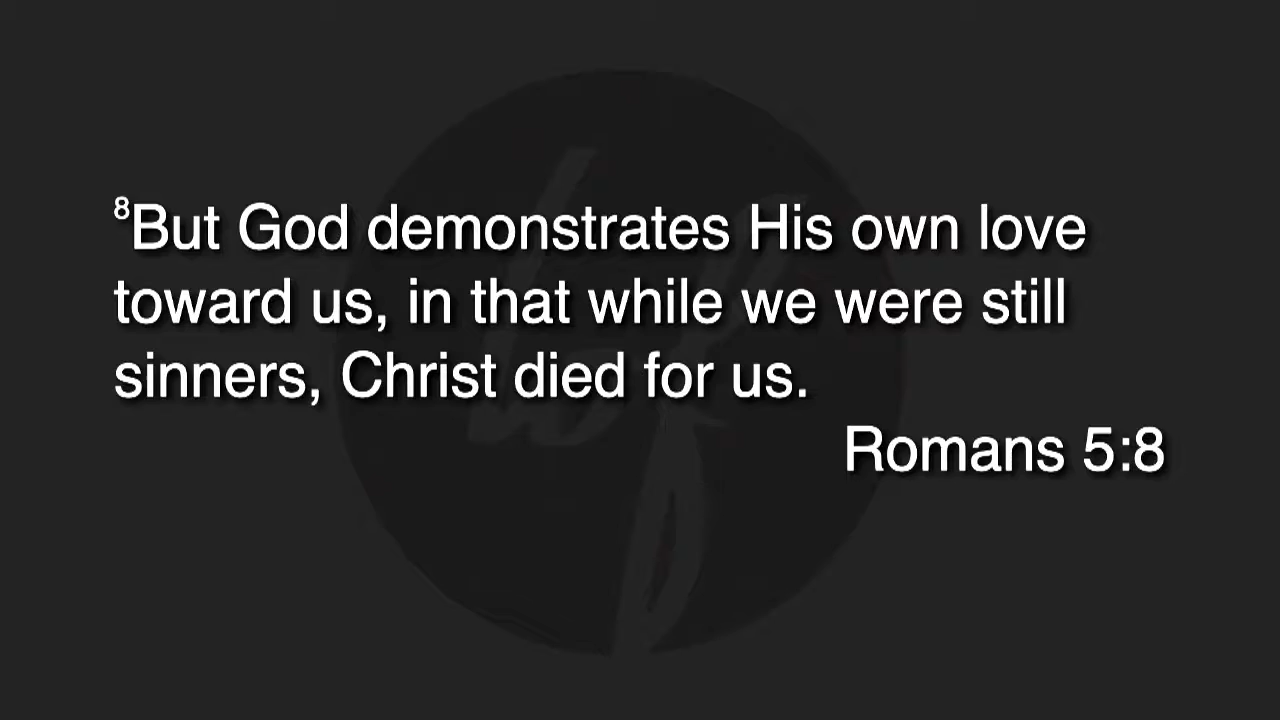 ⁸But God demonstrates His own love
toward us, in that while we were still
sinners, Christ died for us.
Romans 5:8